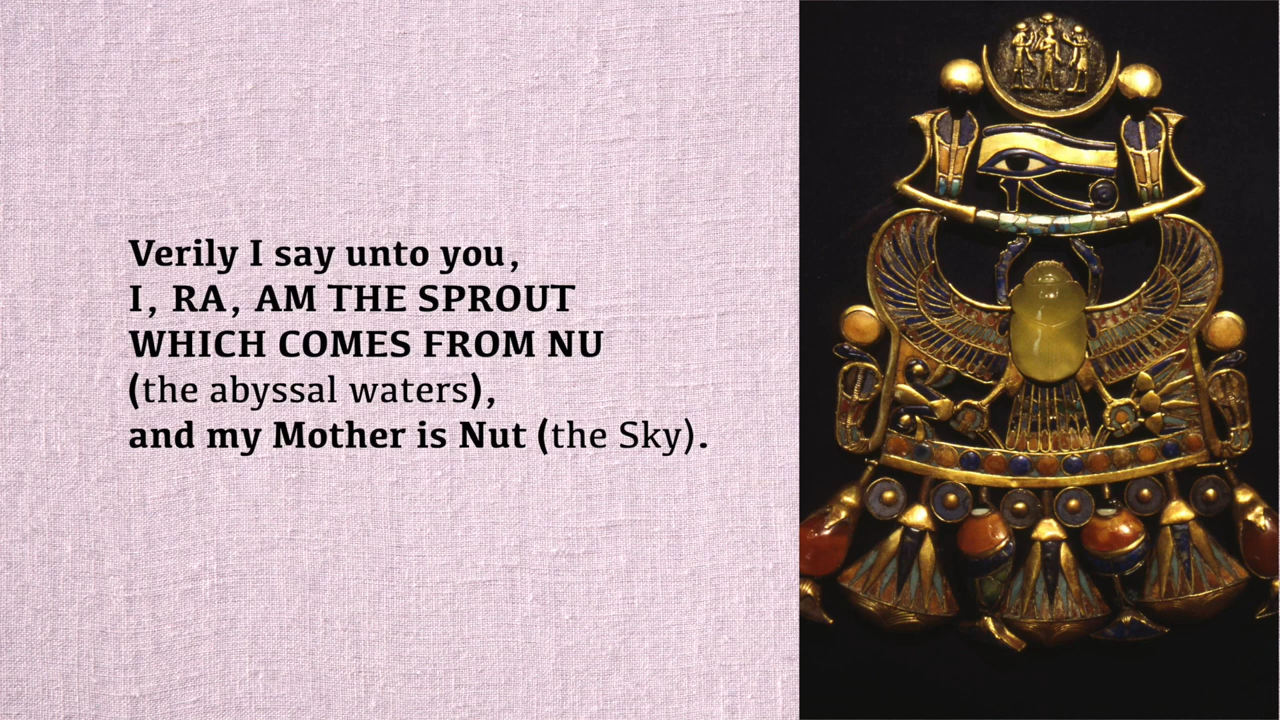 Verily I say unto you,
I, RA, AM THE SPROUT
WHICH COMES FROM NU
(the abyssal waters),
and my Mother is Nut (the Sky).